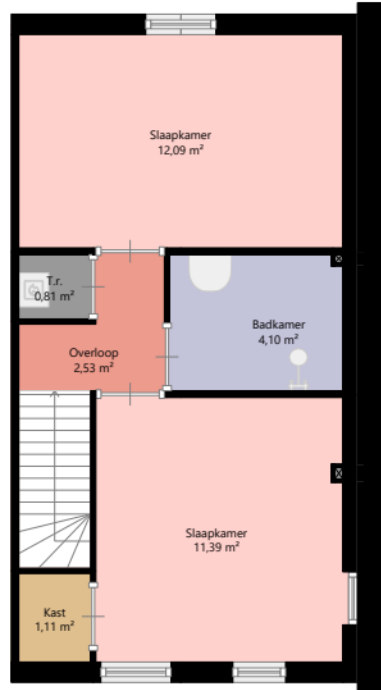 Slaapkamer
12,09 m²
T.r.
0,81 m²
Badkamer
4,10 m²
Overloop
2,53 m²
Slaapkamer
11,39 m²
Kast
1,11 m²